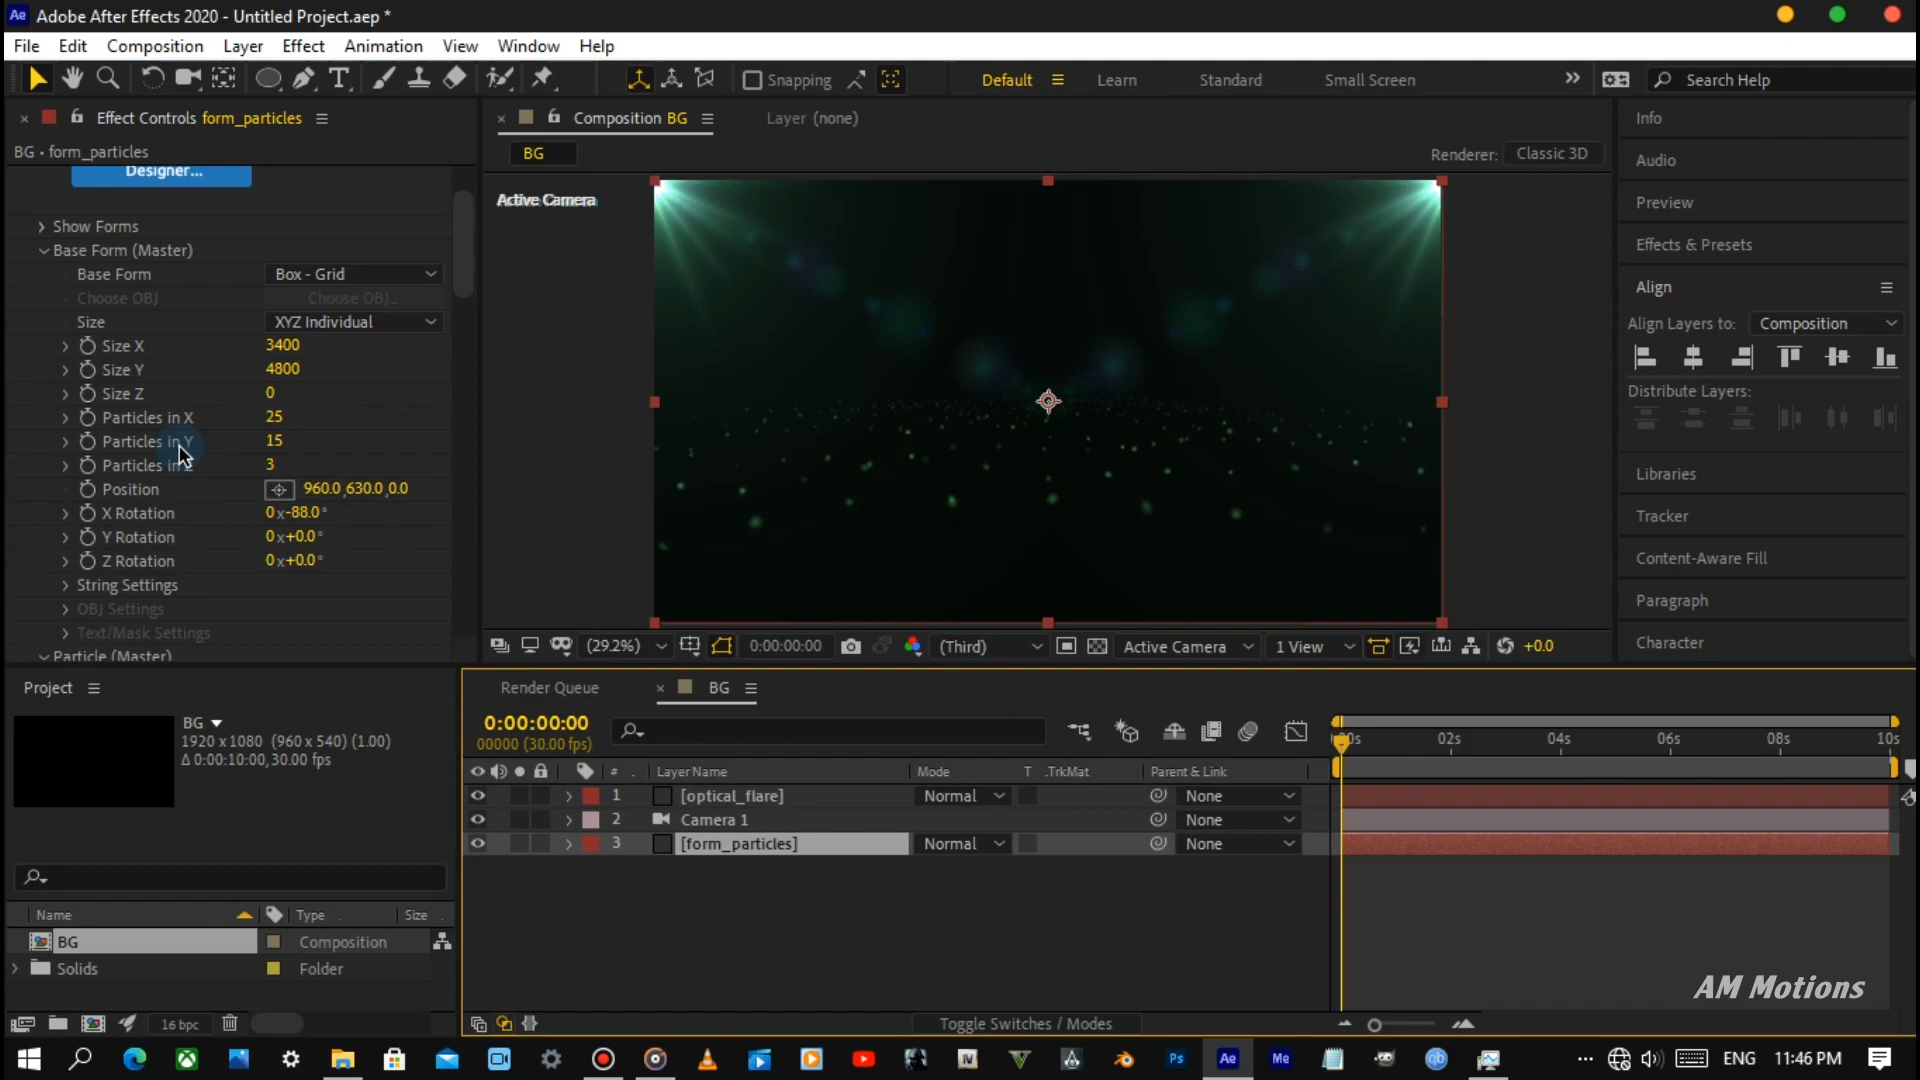 Adobe After Effects 2020 - Untitled Project.aep *
File Edit Composition Layer Effect Animation View Window Help
Snapping Default Learn Standard Small Screen Search Help
Effect Controls form_particles
BG • form_particles
Designer...
Show Forms
Base Form (Master)
Base Form Box - Grid
Choose OBJ Choose OBJ...
Size XYZ Individual
Size X 3400
Size Y 4800
Size Z 0
Particles in X 25
Particles in Y 15
Particles in Z 3
Position 960.0,630.0,0.0
X Rotation 0x-88.0°
Y Rotation 0x+0.0°
Z Rotation 0x+0.0°
String Settings
OBJ Settings
Text/Mask Settings
Particle (Master)
Composition BG Layer (none)
BG
Renderer: Classic 3D
Active Camera
(29.2%) 0:00:00:00 (Third) Active Camera 1 View +0.0
Info
Audio
Preview
Effects & Presets
Align
Align Layers to: Composition
Distribute Layers:
Libraries
Tracker
Content-Aware Fill
Paragraph
Character
Project
BG
1920 x 1080 (960 x 540) (1.00)
Δ 0:00:10:00, 30.00 fps
Name Type Size
BG Composition
Solids Folder
16 bpc
Render Queue BG
0:00:00:00
00000 (30.00 fps)
02s 04s 06s 08s 10s
# Layer Name Mode T .TrkMat Parent & Link
1 [optical_flare] Normal None
2 Camera 1 None
3 [form_particles] Normal None
Toggle Switches / Modes
AM Motions
ENG 11:46 PM